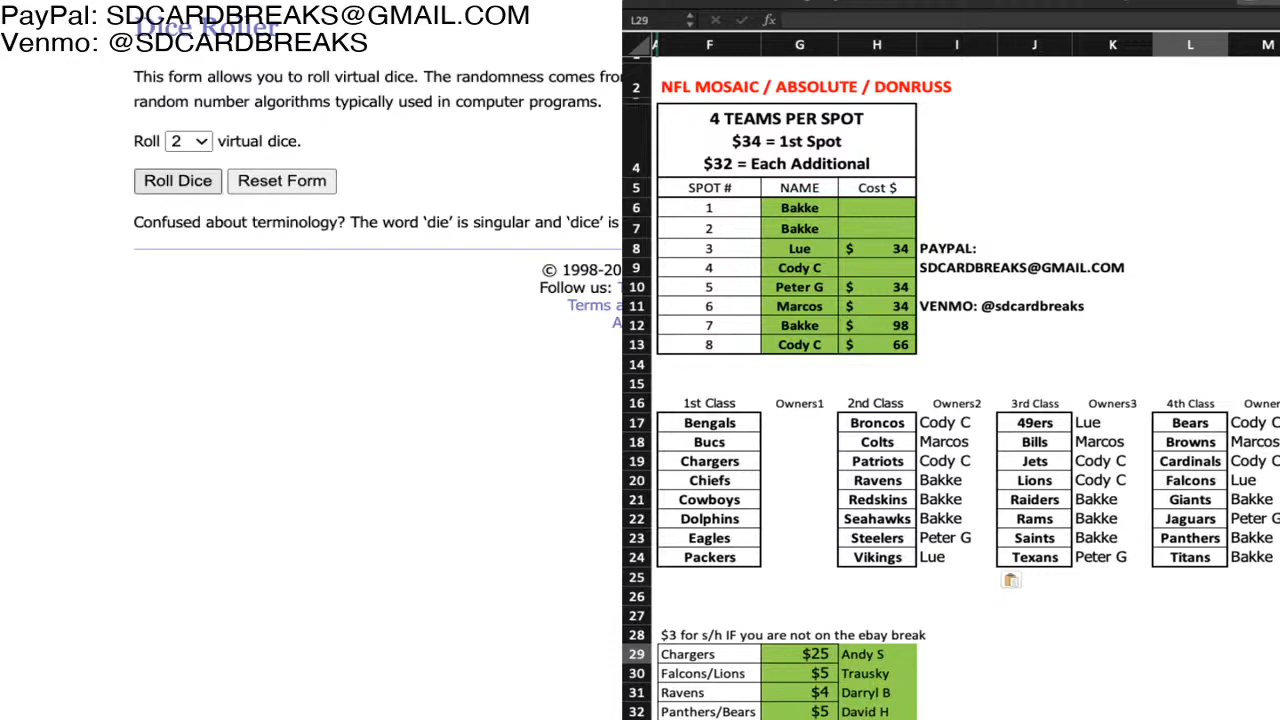 PayPal: SDCARDBREAKS@GMAIL.COM
Venmo: @SDCARDBREAKS
Dice Roller
This form allows you to roll virtual dice. The randomness comes fro
random number algorithms typically used in computer programs.
Roll 2 virtual dice.
Roll Dice Reset Form
Confused about terminology? The word ‘die’ is singular and ‘dice’ is
© 1998-20
Follow us:
Terms a
L29 fx
F G H I J K L M
2 NFL MOSAIC / ABSOLUTE / DONRUSS
4 TEAMS PER SPOT
$34 = 1st Spot
4 $32 = Each Additional
5 SPOT # NAME Cost $
6 1 Bakke
7 2 Bakke
8 3 Lue $ 34 PAYPAL:
9 4 Cody C SDCARDBREAKS@GMAIL.COM
10 5 Peter G $ 34
11 6 Marcos $ 34 VENMO: @sdcardbreaks
12 7 Bakke $ 98
13 8 Cody C $ 66
14
15
16 1st Class Owners1 2nd Class Owners2 3rd Class Owners3 4th Class Owner
17 Bengals Broncos Cody C 49ers Lue Bears Cody C
18 Bucs Colts Marcos Bills Marcos Browns Marcos
19 Chargers Patriots Cody C Jets Cody C Cardinals Cody C
20 Chiefs Ravens Bakke Lions Cody C Falcons Lue
21 Cowboys Redskins Bakke Raiders Bakke Giants Bakke
22 Dolphins Seahawks Bakke Rams Bakke Jaguars Peter G
23 Eagles Steelers Peter G Saints Bakke Panthers Bakke
24 Packers Vikings Lue Texans Peter G Titans Bakke
25
26
27
28 $3 for s/h IF you are not on the ebay break
29 Chargers $25 Andy S
30 Falcons/Lions $5 Trausky
31 Ravens $4 Darryl B
32 Panthers/Bears $5 David H